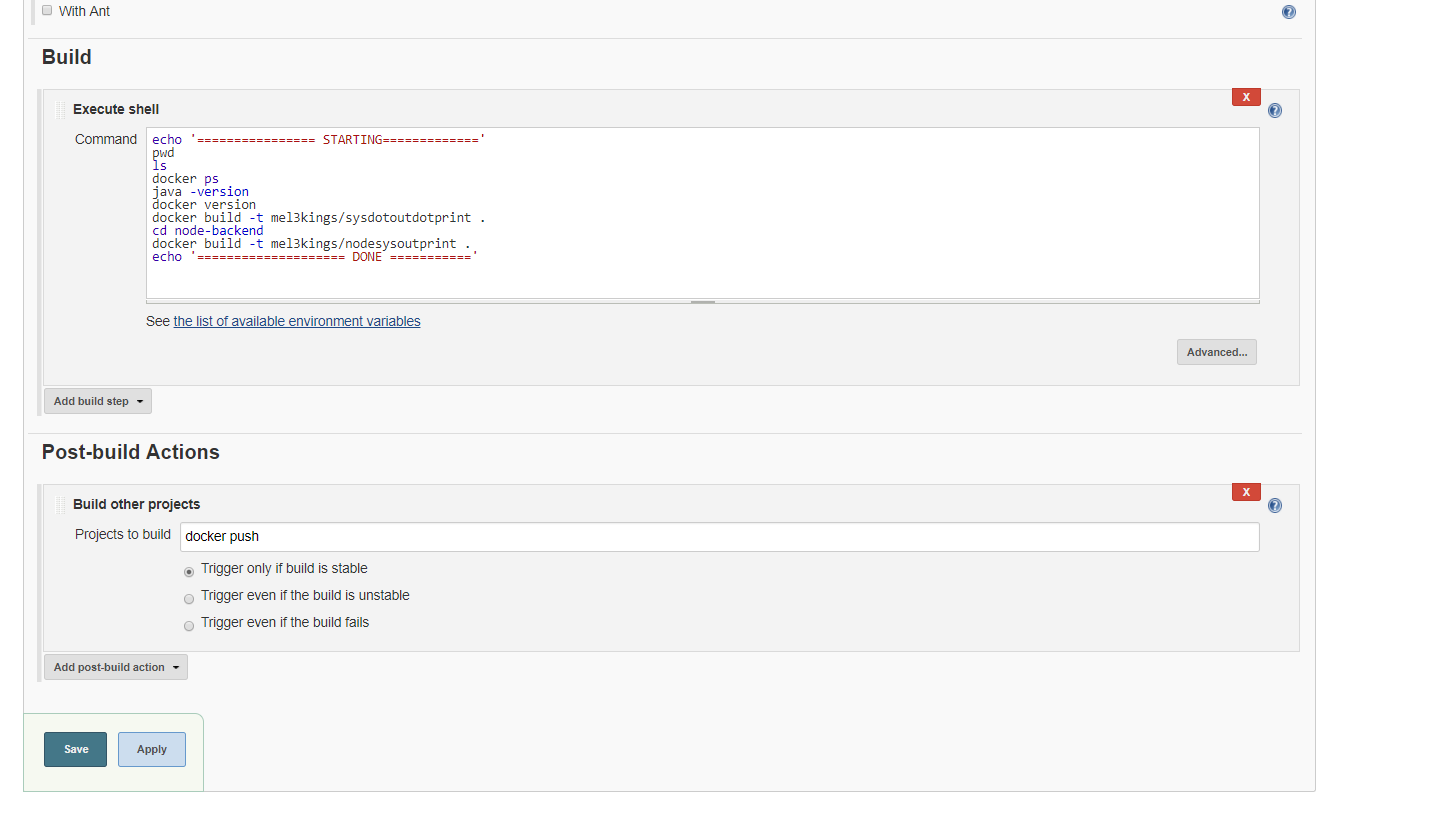 With Ant
Build
X
Execute shell
Command
echo '================ STARTING============='
pwd
ls
docker ps
java -version
docker version
docker build -t mel3kings/sysdotoutdotprint .
cd node-backend
docker build -t mel3kings/nodesysoutprint .
echo '==================== DONE ==========='
See the list of available environment variables
Advanced...
Add build step
Post-build Actions
X
Build other projects
Projects to build docker push
Trigger only if build is stable
Trigger even if the build is unstable
Trigger even if the build fails
Add post-build action
Save Apply